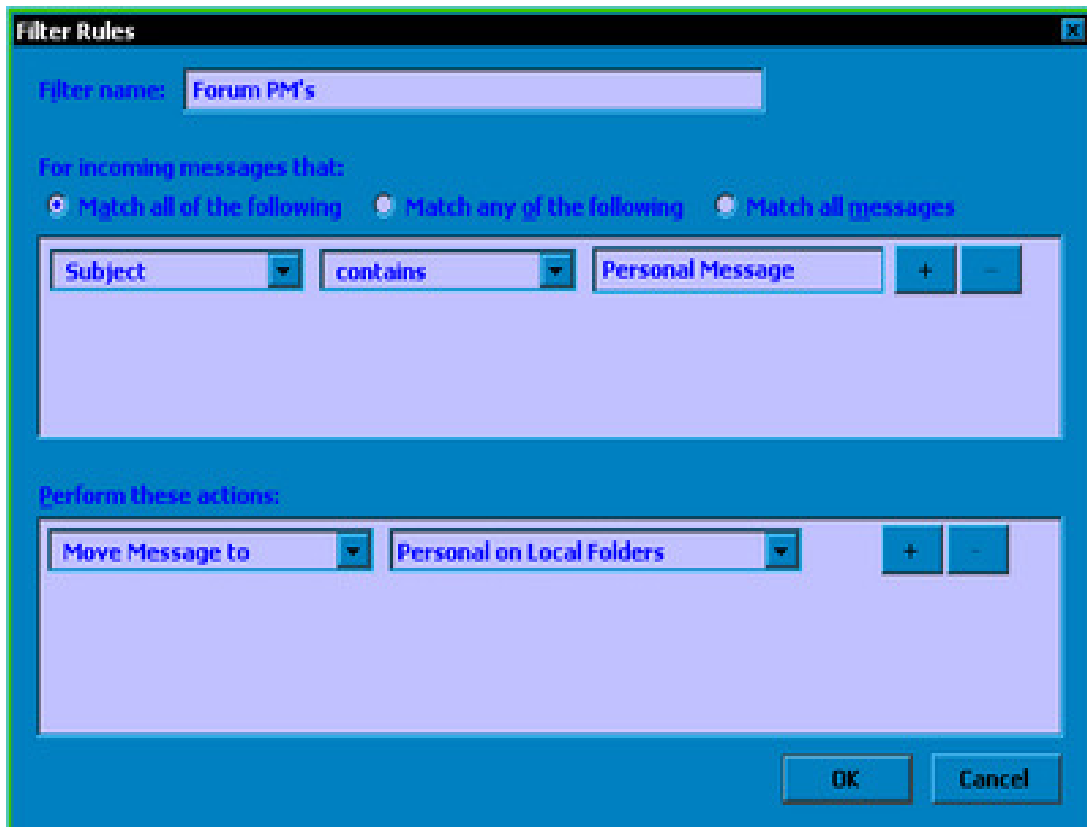 Filter Rules
Filter name: Forum PM's
For incoming messages that:
Match all of the following Match any of the following Match all messages
Subject contains Personal Message + -
Perform these actions:
Move Message to Personal on Local Folders + -
OK Cancel